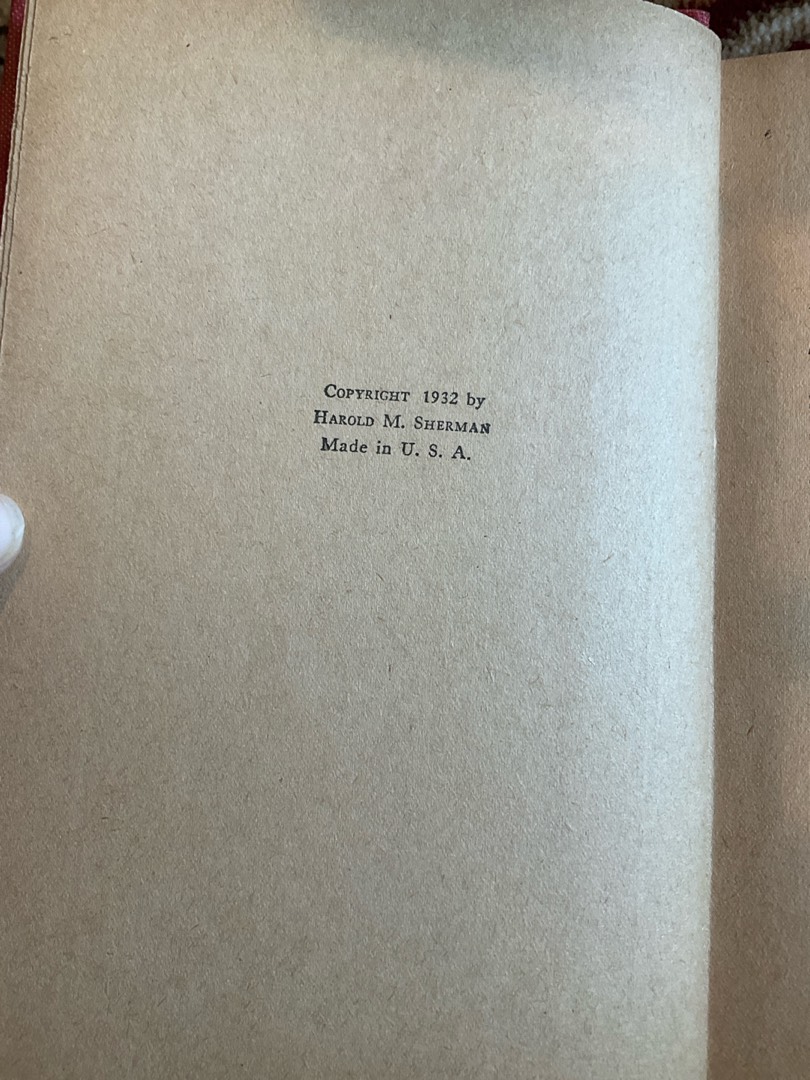 Copyright 1932 by
Harold M. Sherman
Made in U. S. A.